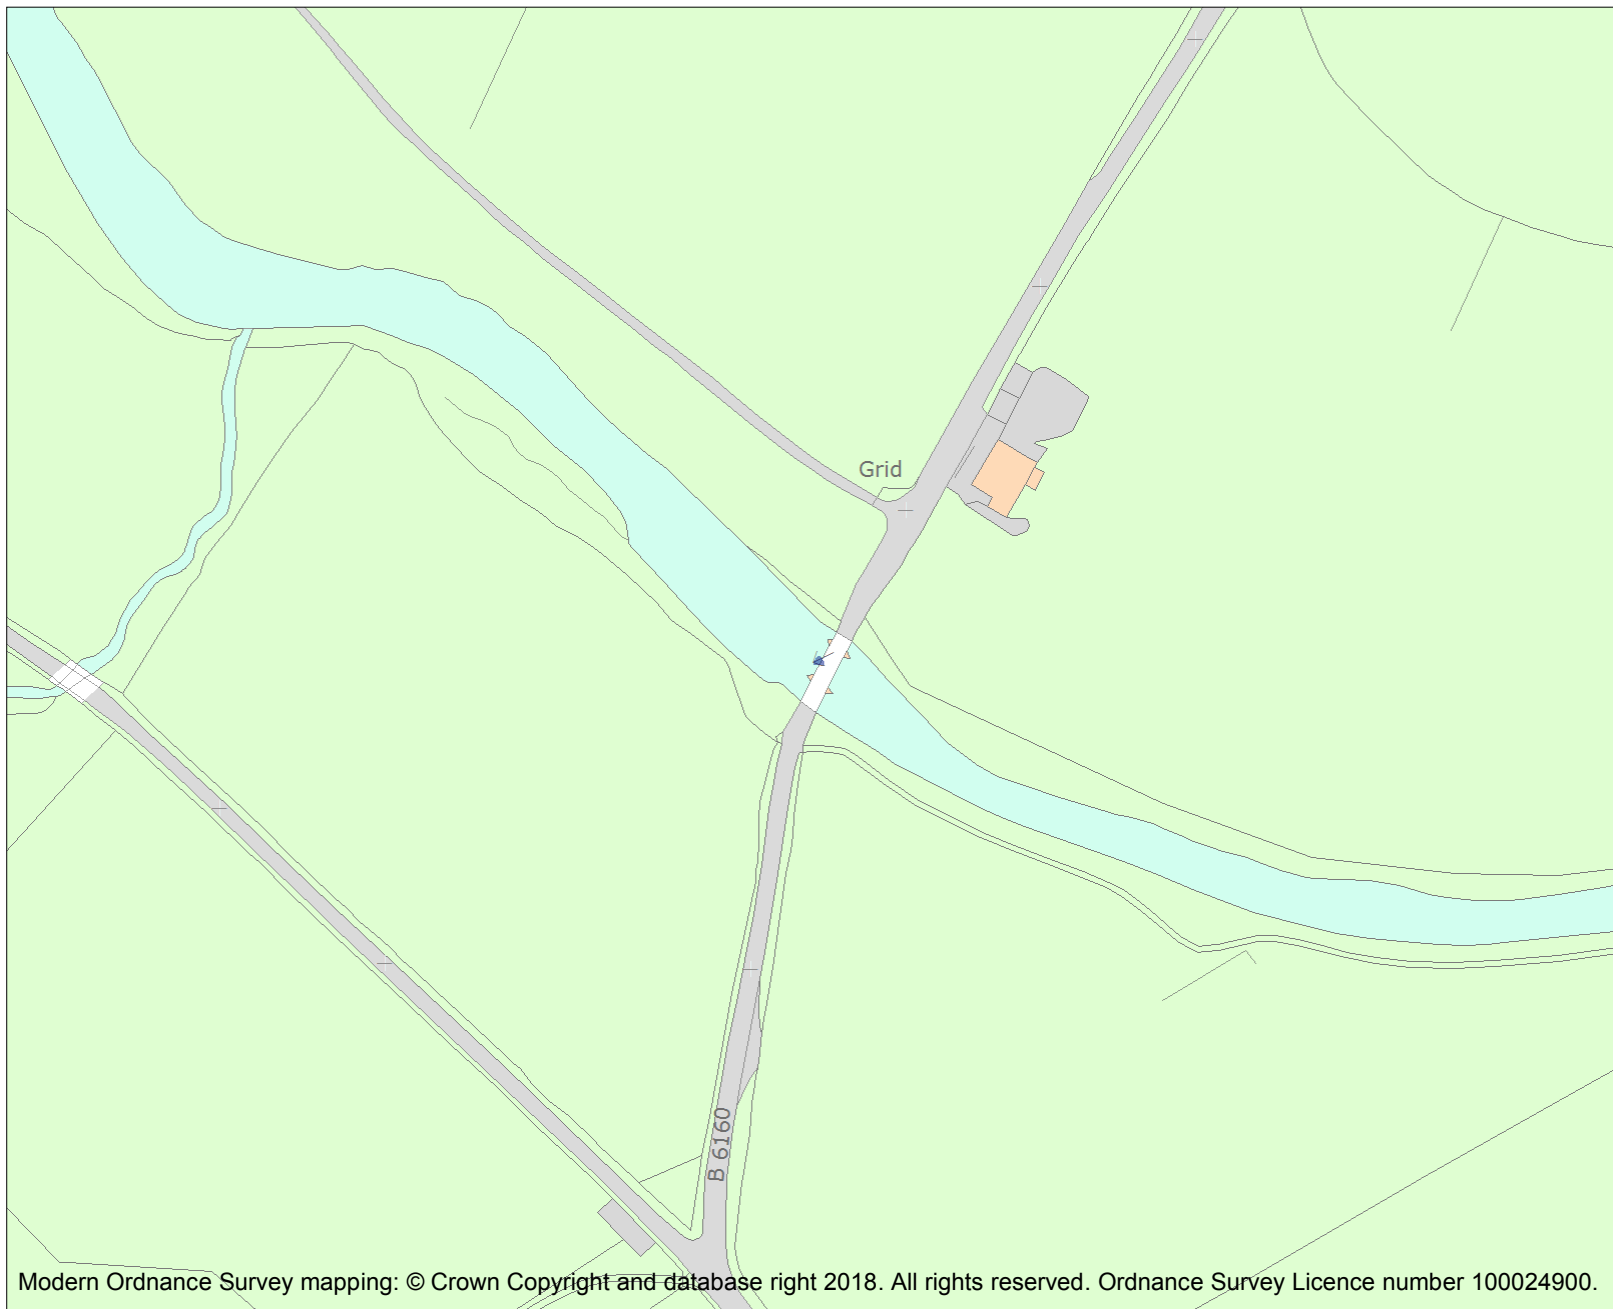 Grid
B 6160
Modern Ordnance Survey mapping: © Crown Copyright and database right 2018. All rights reserved. Ordnance Survey Licence number 100024900.